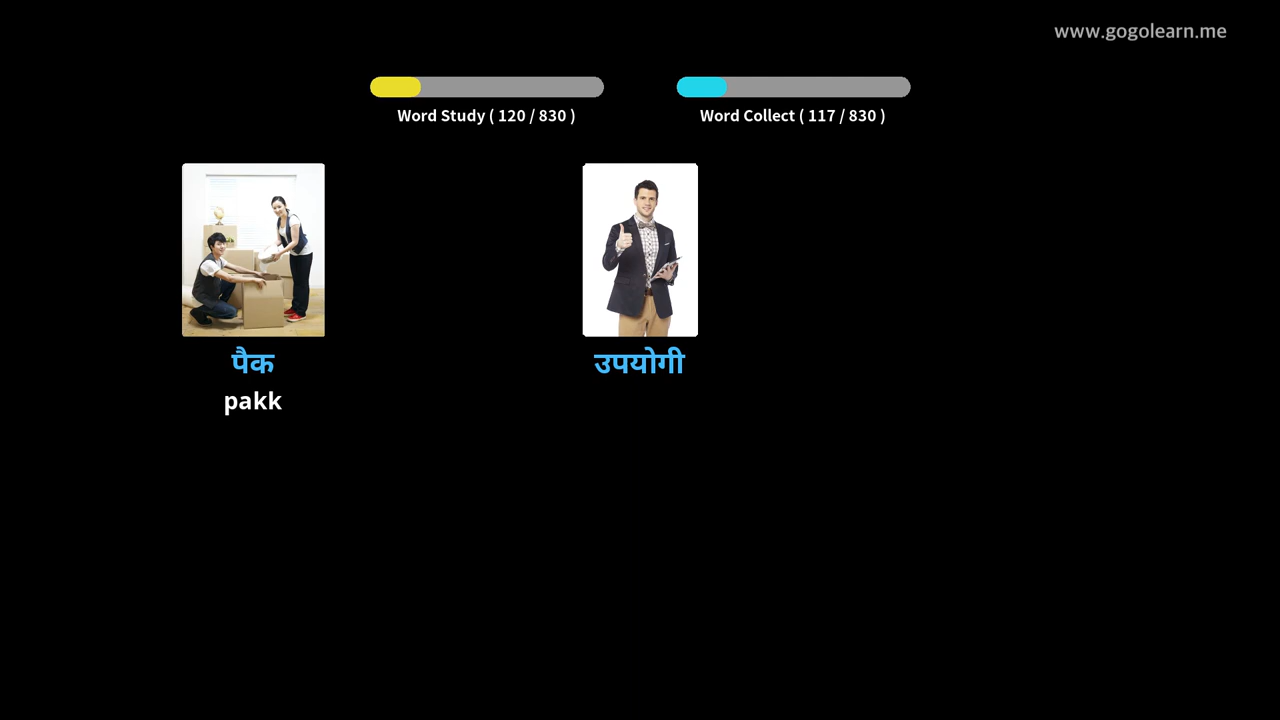 www.gogolearn.me
Word Study ( 120 / 830 )
Word Collect ( 117 / 830 )
पैक
उपयोगी
pakk